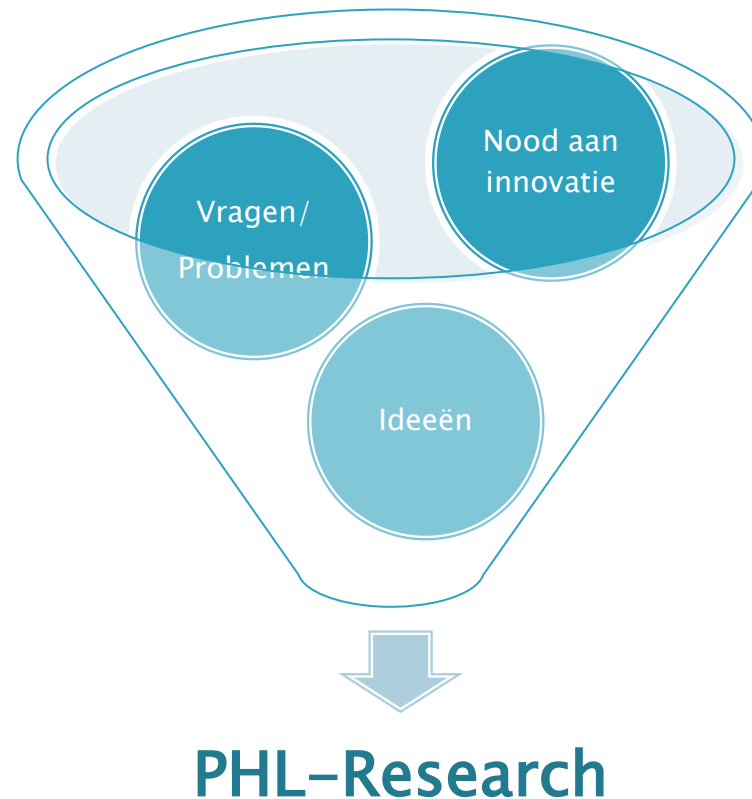 Nood aan
innovatie
Vragen/
Problemen
Ideeën
PHL-Research